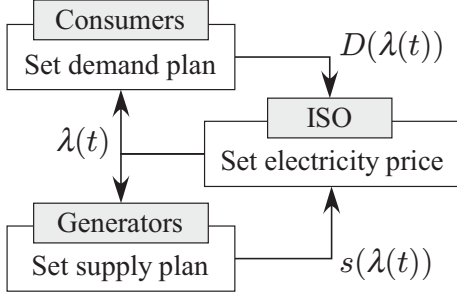 Consumers
Set demand plan
D(λ(t))
ISO
λ(t)
Set electricity price
Generators
Set supply plan
s(λ(t))